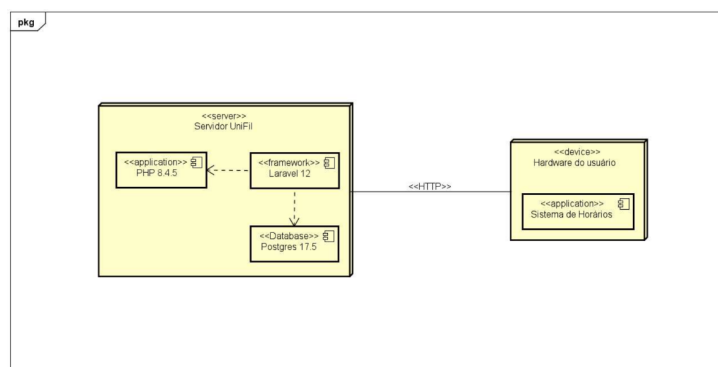 pkg
<<server>>
Servidor UniFil
<<application>>
PHP 8.4.5
<<framework>>
Laravel 12
<<Database>>
Postgres 17.5
<<HTTP>>
<<device>>
Hardware do usuário
<<application>>
Sistema de Horários